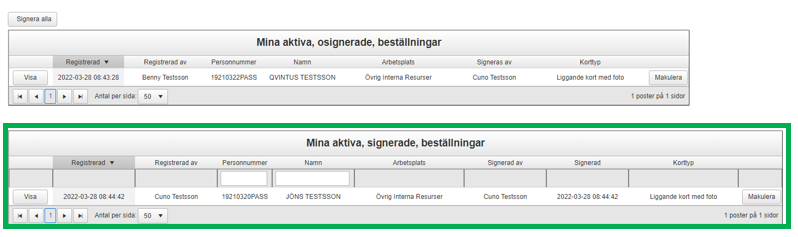 Signera alla
Mina aktiva, osignerade, beställningar
Registrerad ▼ Registrerad av Personnummer Namn Arbetsplats Signeras av Korttyp
Visa 2022-03-28 08:43:28 Benny Testsson 19210322PASS QVINTUS TESTSSON Övrig Interna Resurser Cuno Testsson Liggande kort med foto Makulera
1 Antal per sida: 50 ▼ 1 poster på 1 sidor
Mina aktiva, signerade, beställningar
Registrerad ▼ Registrerad av Personnummer Namn Arbetsplats Signerad av Signerad Korttyp
Visa 2022-03-28 08:44:42 Cuno Testsson 19210320PASS JÖNS TESTSSON Övrig Interna Resurser Cuno Testsson 2022-03-28 08:44:42 Liggande kort med foto Makulera
1 Antal per sida: 50 ▼ 1 poster på 1 sidor